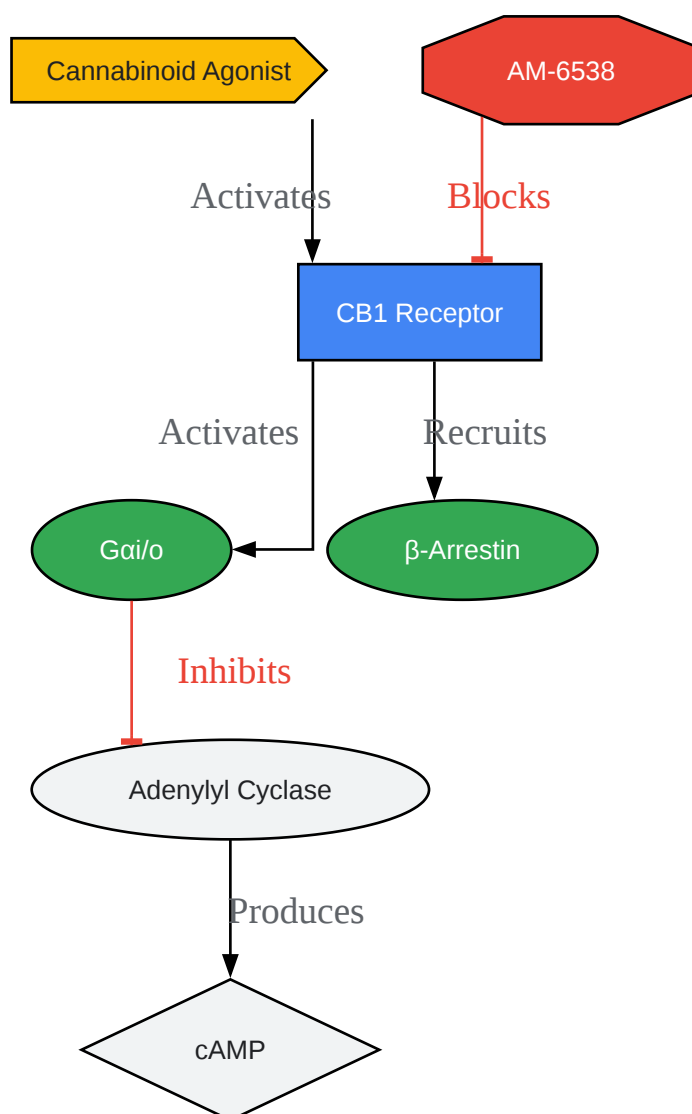 Cannabinoid Agonist
AM-6538
Activates
Blocks
CB1 Receptor
Activates
Recruits
Gαi/o
β-Arrestin
Inhibits
Adenylyl Cyclase
Produces
cAMP